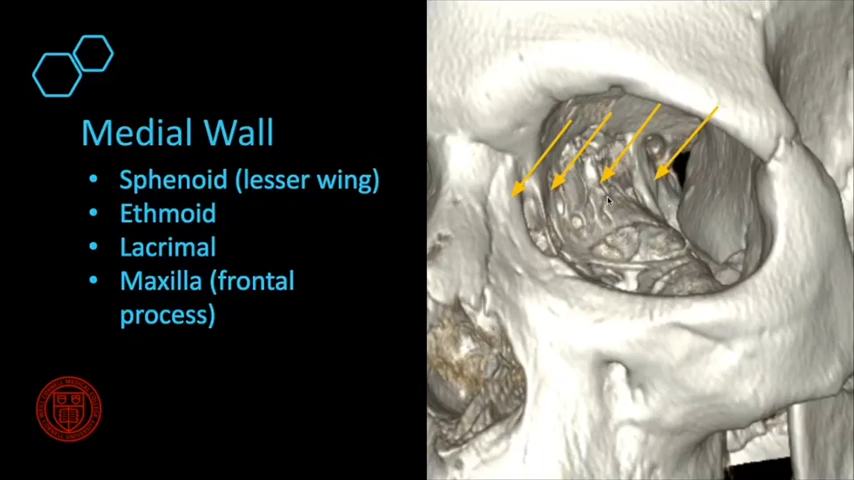 Medial Wall
• Sphenoid (lesser wing)
• Ethmoid
• Lacrimal
• Maxilla (frontal
process)